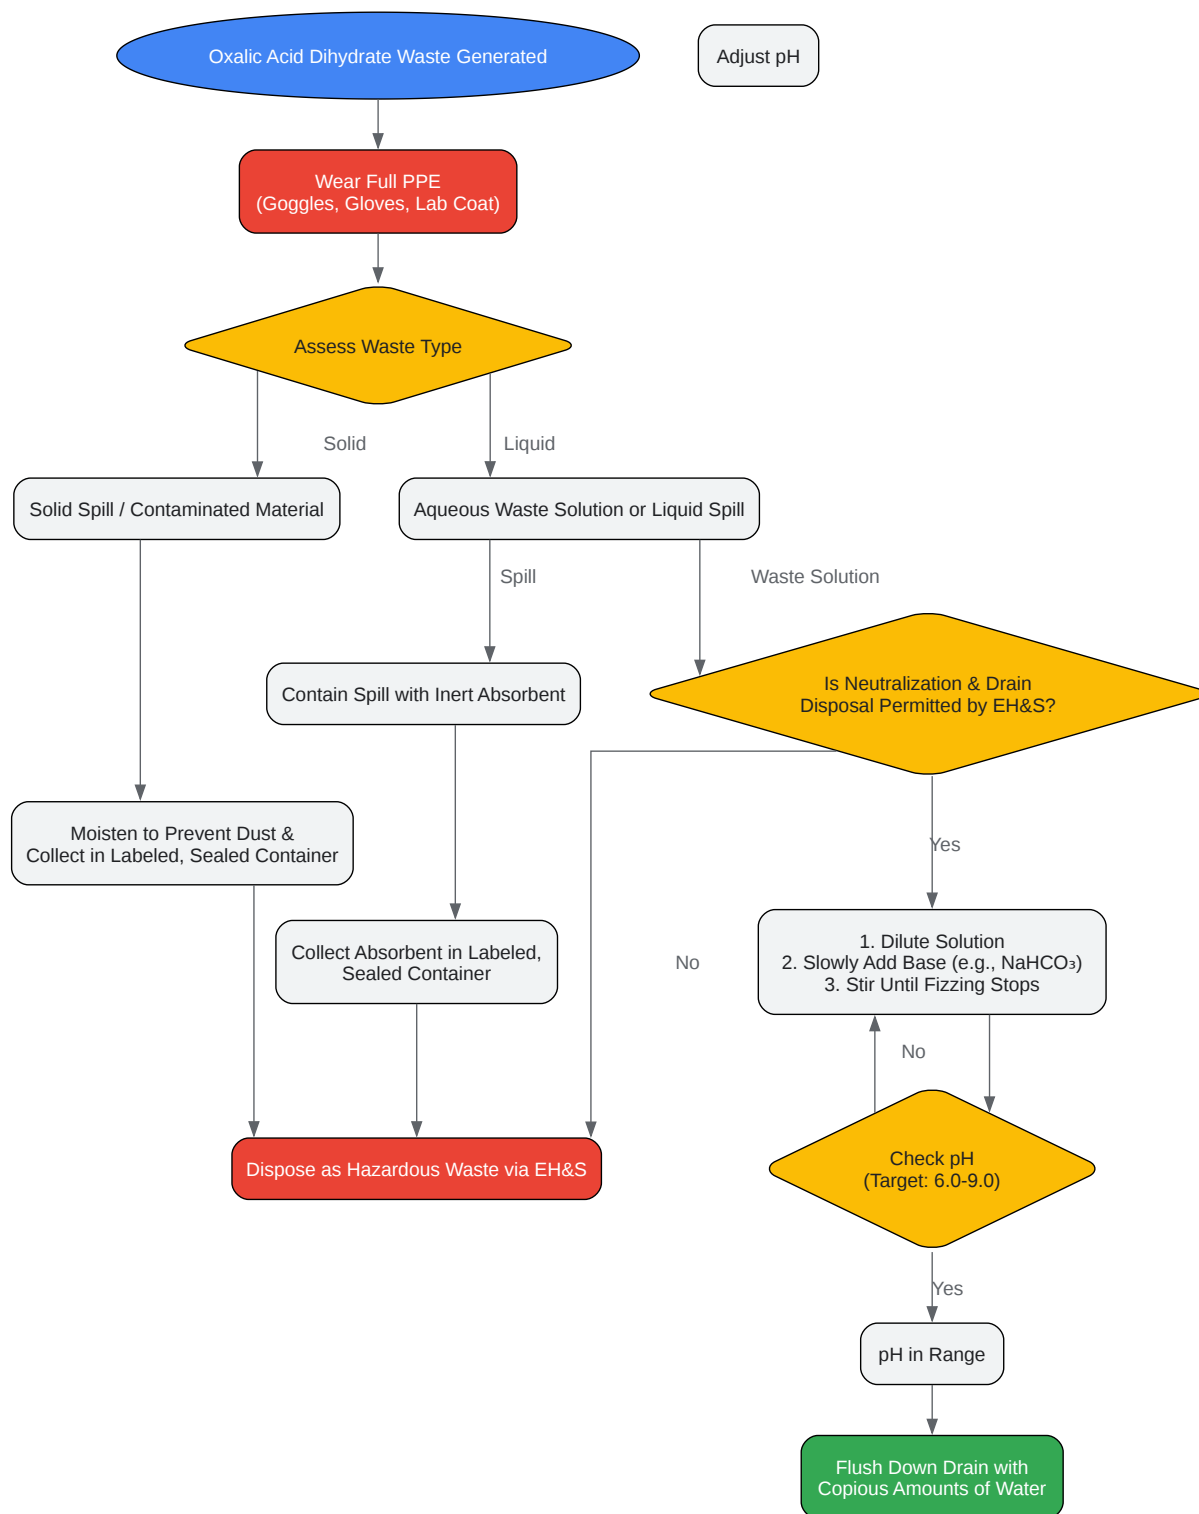 Oxalic Acid Dihydrate Waste Generated
Adjust pH
Wear Full PPE
(Goggles, Gloves, Lab Coat)
Assess Waste Type
Solid
Liquid
Solid Spill / Contaminated Material
Aqueous Waste Solution or Liquid Spill
Spill
Waste Solution
Contain Spill with Inert Absorbent
Is Neutralization & Drain
Disposal Permitted by EH&S?
Moisten to Prevent Dust &
Collect in Labeled, Sealed Container
Yes
Collect Absorbent in Labeled,
Sealed Container
No
1. Dilute Solution
2. Slowly Add Base (e.g., NaHCO₃)
3. Stir Until Fizzing Stops
No
Dispose as Hazardous Waste via EH&S
Check pH
(Target: 6.0-9.0)
Yes
pH in Range
Flush Down Drain with
Copious Amounts of Water